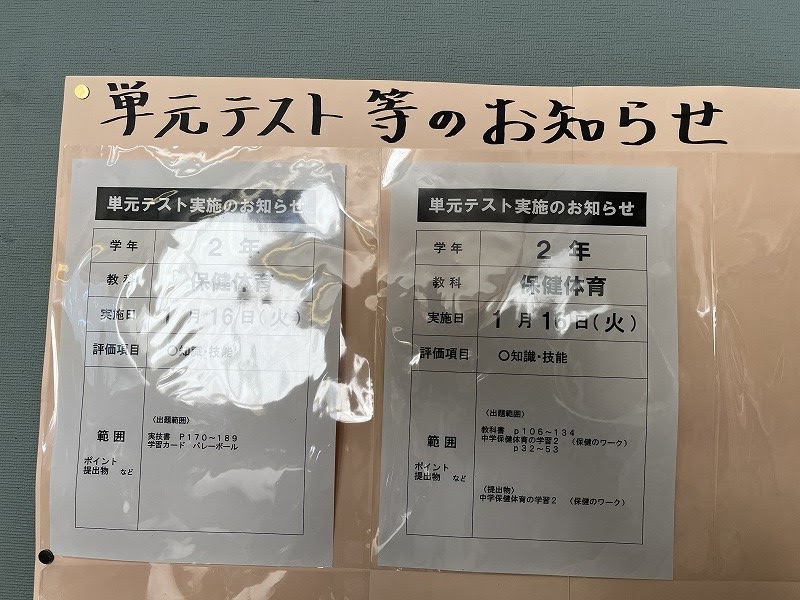 単元テスト等のお知らせ
単元テスト実施のお知らせ
学年 2年
教科 保健体育
実施日 1月16日(火)
評価項目 ○知識・技能
範囲
ポイント
提出物 など
〈出題範囲〉
実技書 P170～189
学習カード バレーボール
単元テスト実施のお知らせ
学年 2年
教科 保健体育
実施日 1月16日(火)
評価項目 ○知識・技能
範囲
ポイント
提出物 など
〈出題範囲〉
教科書 p106～134
中学保健体育の学習2 （保健のワーク）
p32～53
〈提出物〉
中学保健体育の学習2 （保健のワーク）